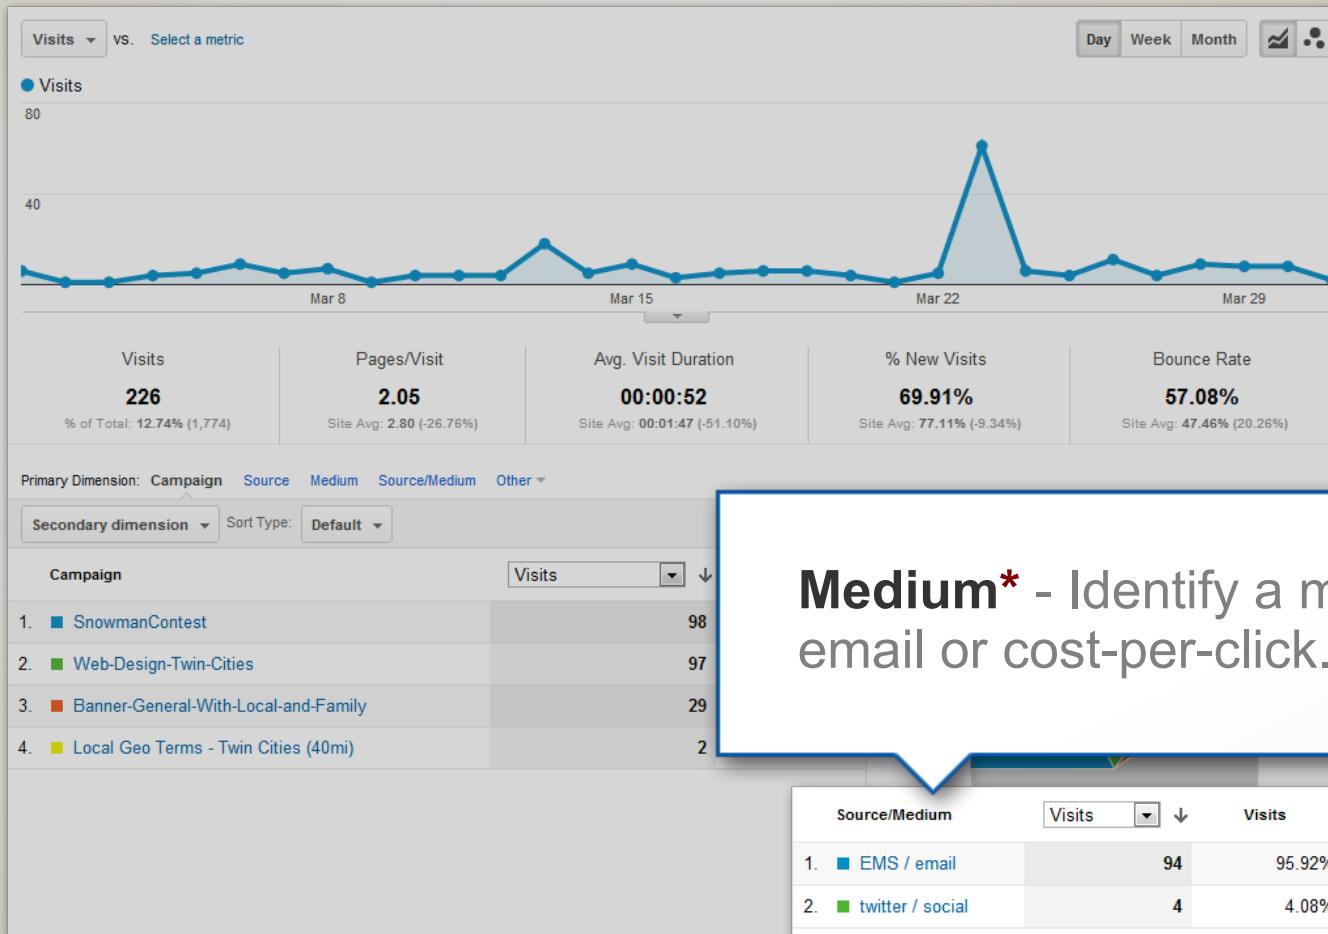 Visits vs. Select a metric Day Week Month
Visits
80
40
Mar 8 Mar 15 Mar 22 Mar 29
Visits Pages/Visit Avg. Visit Duration % New Visits Bounce Rate
226 2.05 00:00:52 69.91% 57.08%
% of Total: 12.74% (1,774) Site Avg: 2.80 (-26.76%) Site Avg: 00:01:47 (-51.10%) Site Avg: 77.11% (-9.34%) Site Avg: 47.46% (20.26%)
Primary Dimension: Campaign Source Medium Source/Medium Other
Secondary dimension Sort Type: Default
Campaign Visits
1. SnowmanContest 98
2. Web-Design-Twin-Cities 97
3. Banner-General-With-Local-and-Family 29
4. Local Geo Terms - Twin Cities (40mi) 2
Medium* - Identify a m
email or cost-per-click.
Source/Medium Visits Visits
1. EMS / email 94 95.92%
2. twitter / social 4 4.08%